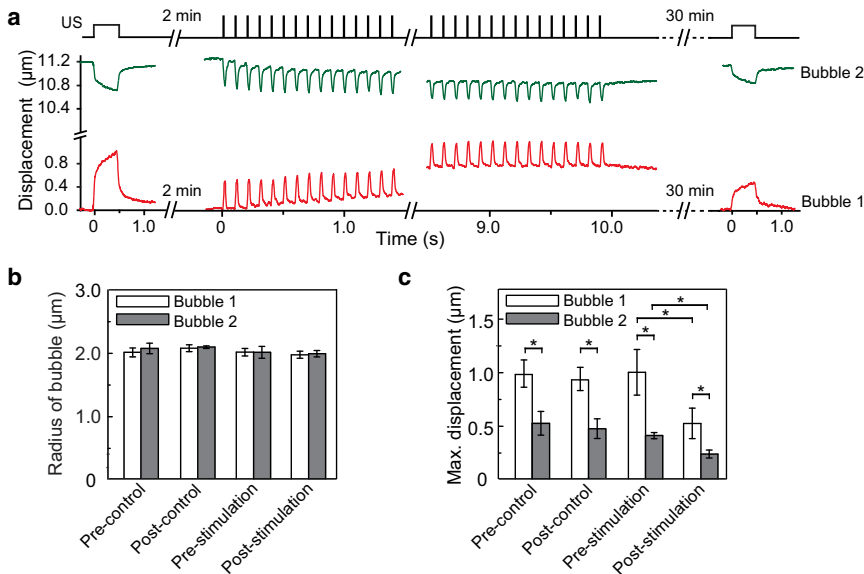 a
US
2 min
30 min
Displacement (μm)
11.2
10.8
10.4
0.8
0.4
0.0
Bubble 2
2 min
30 min
Bubble 1
0
1.0
0
1.0
9.0
10.0
0
1.0
Time (s)
b
Radius of bubble (μm)
3.0
2.0
1.0
0
Bubble 1
Bubble 2
Pre-control
Post-control
Pre-stimulation
Post-stimulation
c
Max. displacement (μm)
1.5
1.0
0.5
0
Bubble 1
Bubble 2
*
*
*
*
*
*
Pre-control
Post-control
Pre-stimulation
Post-stimulation